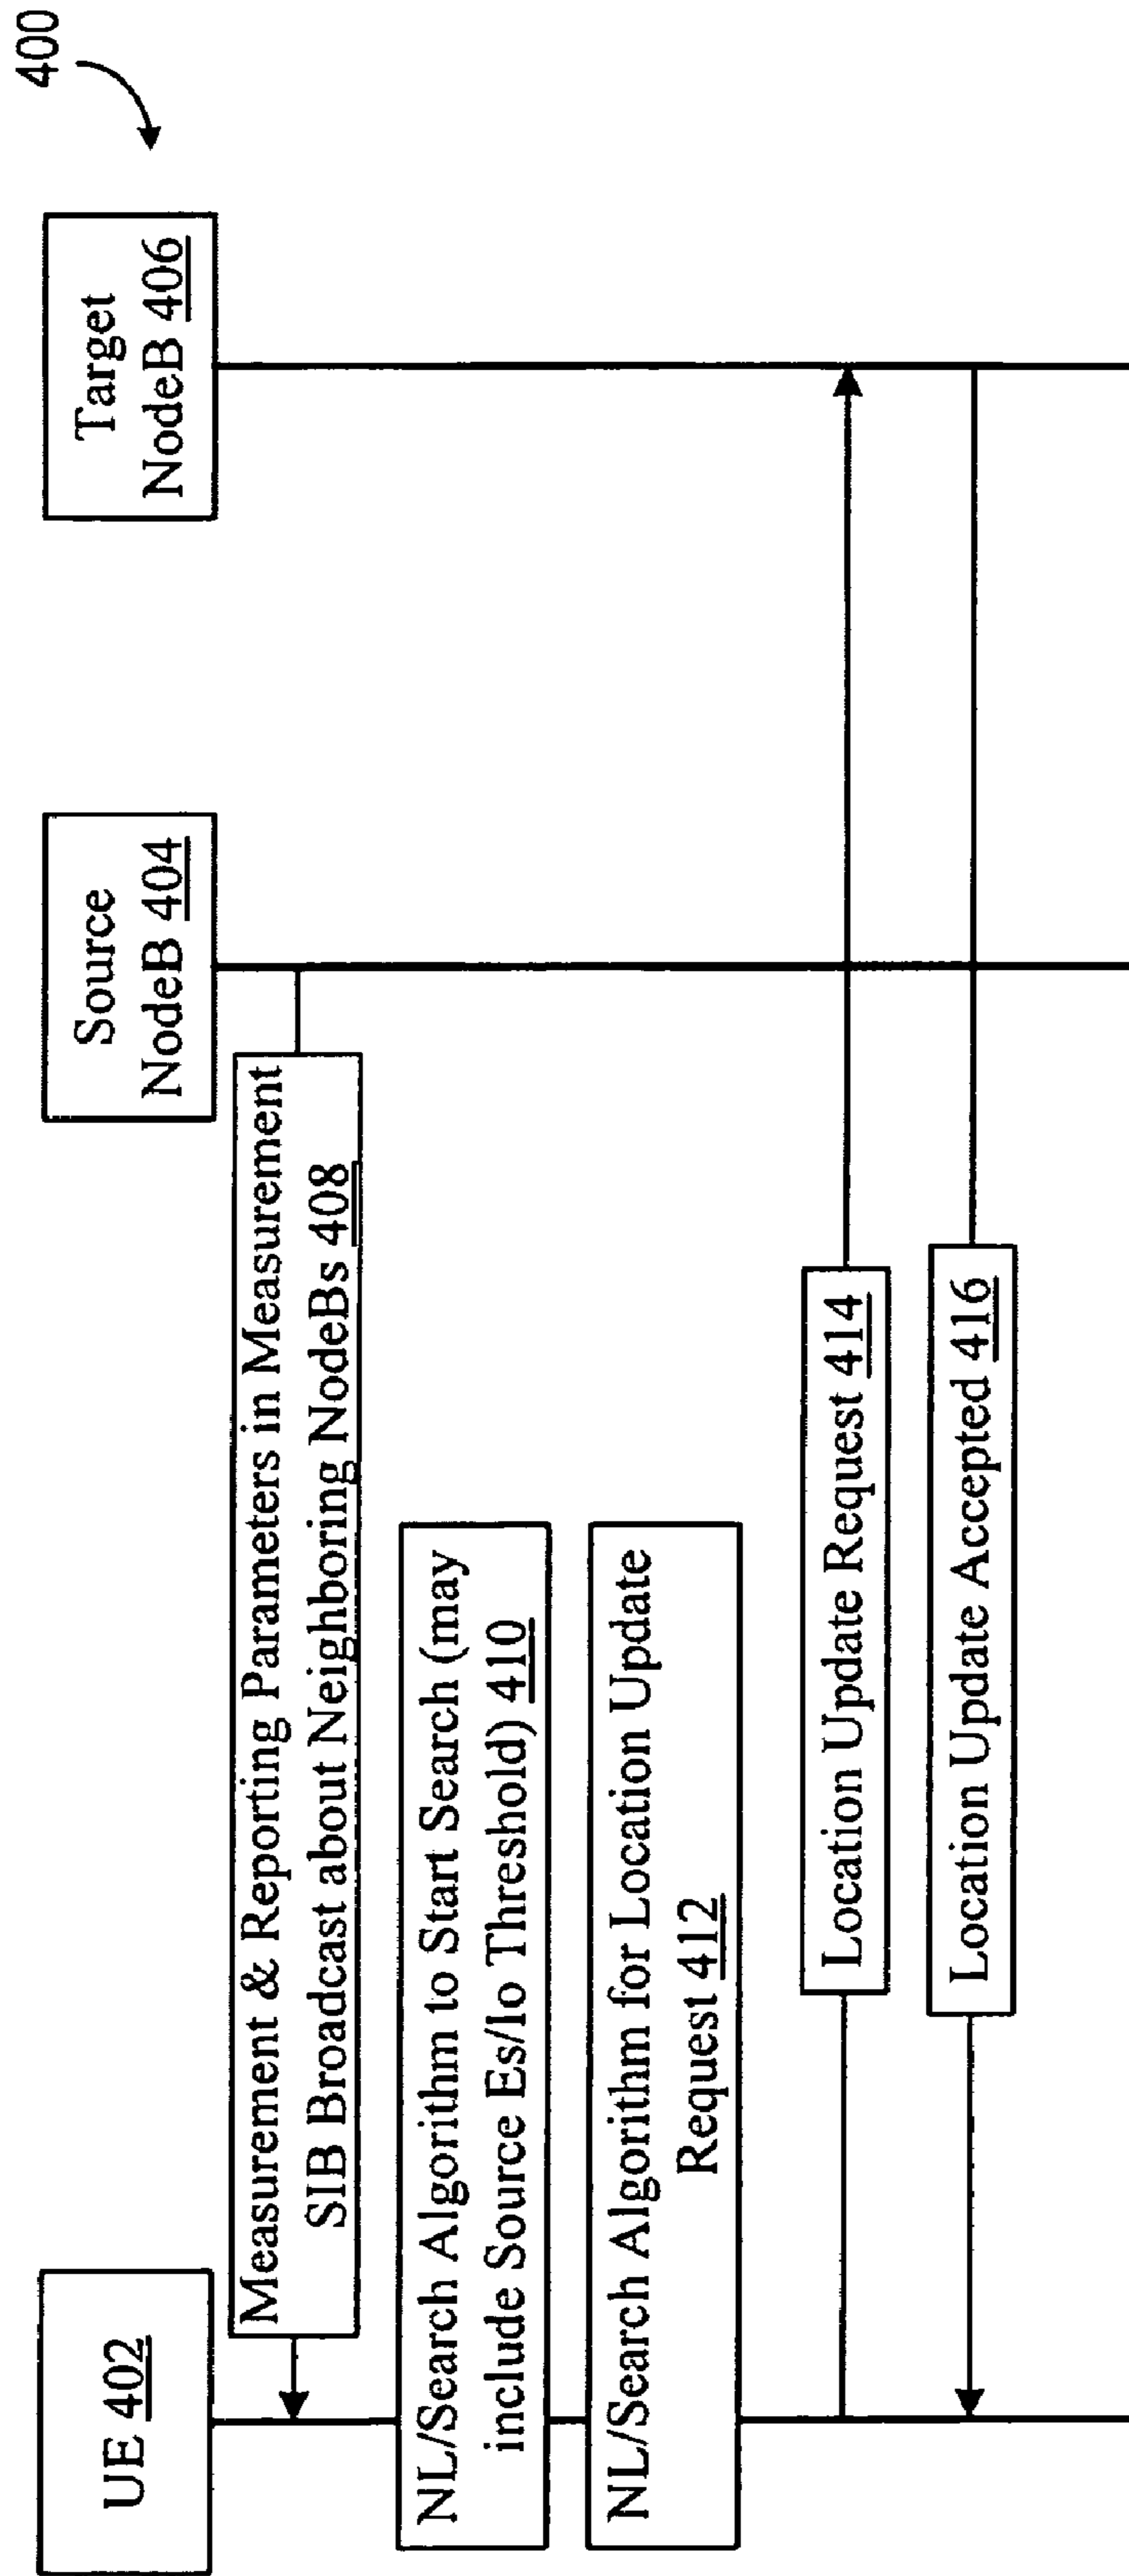 400
UE 402
Source
NodeB 404
Target
NodeB 406
Measurement & Reporting Parameters in Measurement
SIB Broadcast about Neighboring NodeBs 408
NL/Search Algorithm to Start Search (may
include Source Es/Io Threshold) 410
NL/Search Algorithm for Location Update
Request 412
Location Update Request 414
Location Update Accepted 416